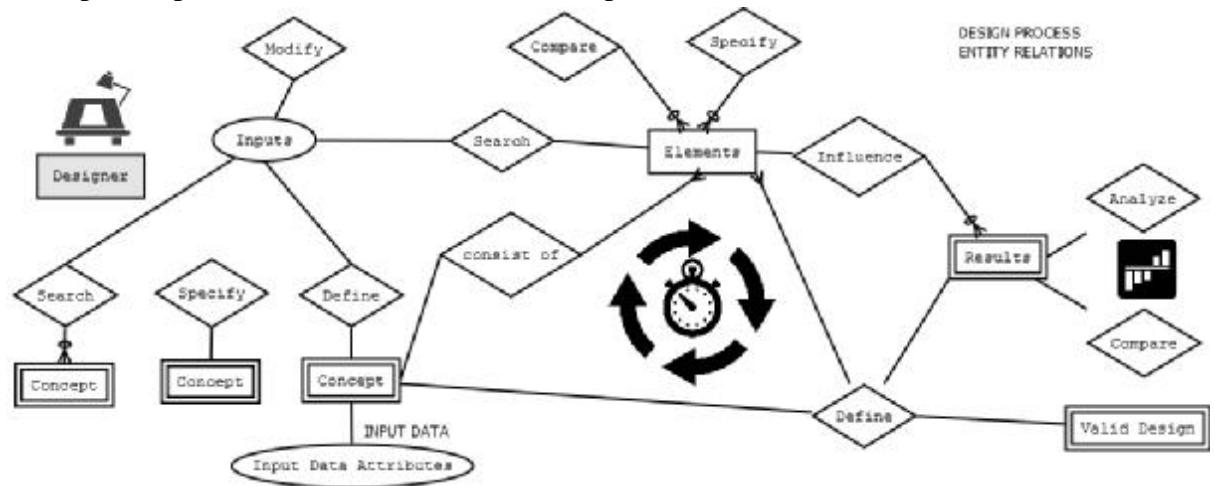 Modify
Compare
Specify
DESIGN PROCESS
ENTITY RELATIONS
Inputs
Search
Elements
Influence
Designer
Analyze
consist of
Results
Search
Specify
Define
Compare
Concept
Concept
Concept
Define
Valid Design
INPUT DATA
Input Data Attributes